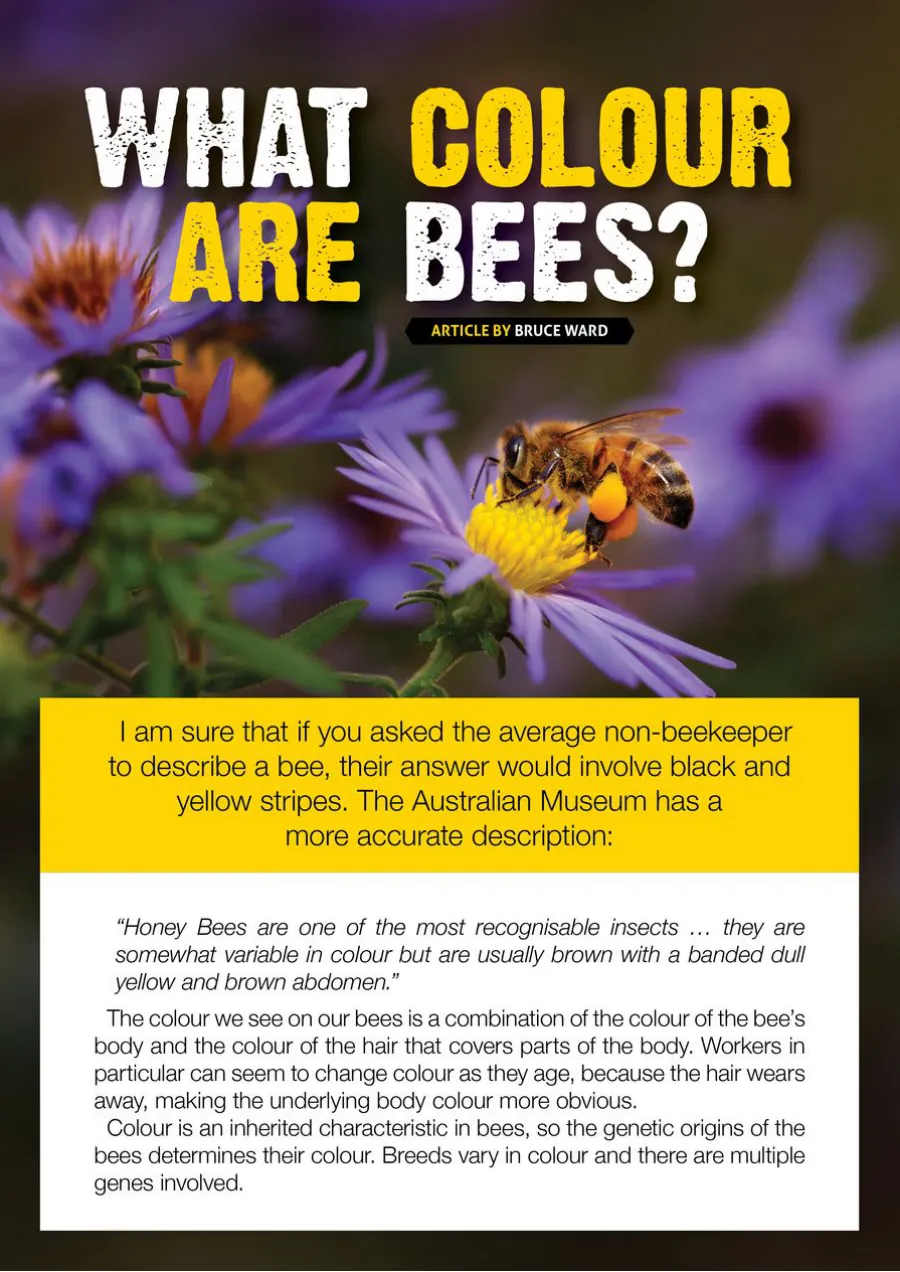 WHAT COLOUR
ARE BEES?
ARTICLE BY BRUCE WARD
I am sure that if you asked the average non-beekeeper
to describe a bee, their answer would involve black and
yellow stripes. The Australian Museum has a
more accurate description:
“Honey Bees are one of the most recognisable insects … they are
somewhat variable in colour but are usually brown with a banded dull
yellow and brown abdomen.”
The colour we see on our bees is a combination of the colour of the bee’s
body and the colour of the hair that covers parts of the body. Workers in
particular can seem to change colour as they age, because the hair wears
away, making the underlying body colour more obvious.
Colour is an inherited characteristic in bees, so the genetic origins of the
bees determines their colour. Breeds vary in colour and there are multiple
genes involved.